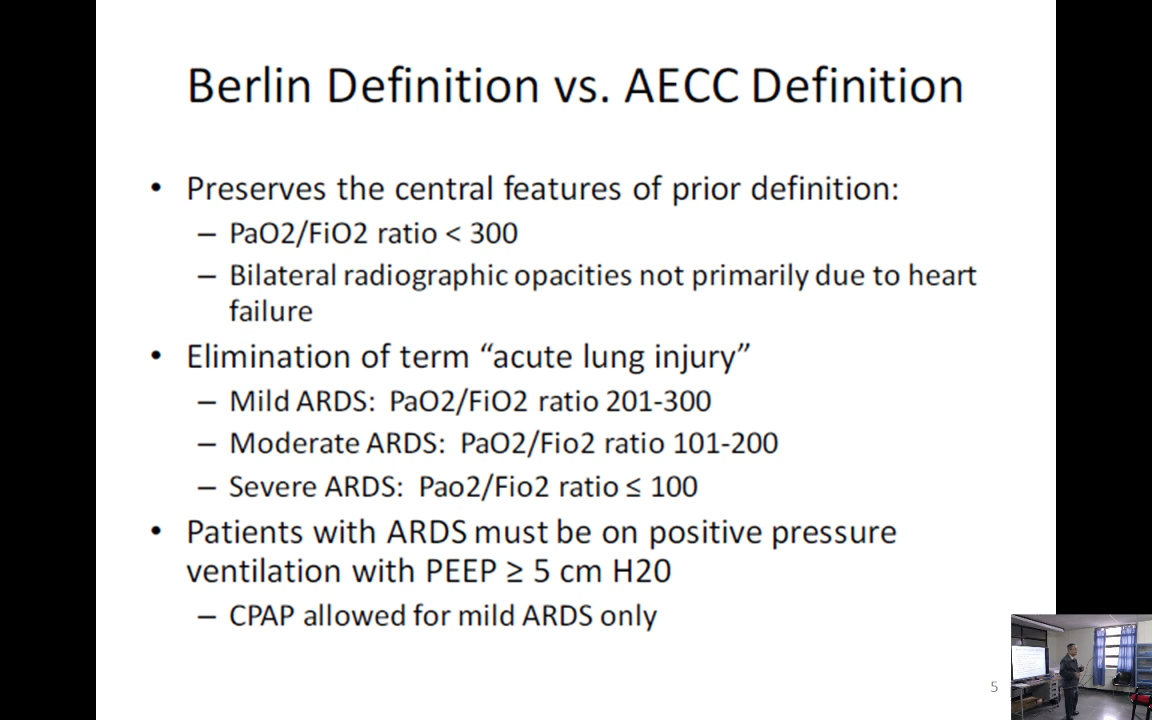 Berlin Definition vs. AECC Definition
• Preserves the central features of prior definition:
– PaO2/FiO2 ratio < 300
– Bilateral radiographic opacities not primarily due to heart
failure
• Elimination of term “acute lung injury”
– Mild ARDS: PaO2/FiO2 ratio 201-300
– Moderate ARDS: PaO2/Fio2 ratio 101-200
– Severe ARDS: Pao2/Fio2 ratio ≤ 100
• Patients with ARDS must be on positive pressure
ventilation with PEEP ≥ 5 cm H20
– CPAP allowed for mild ARDS only
5